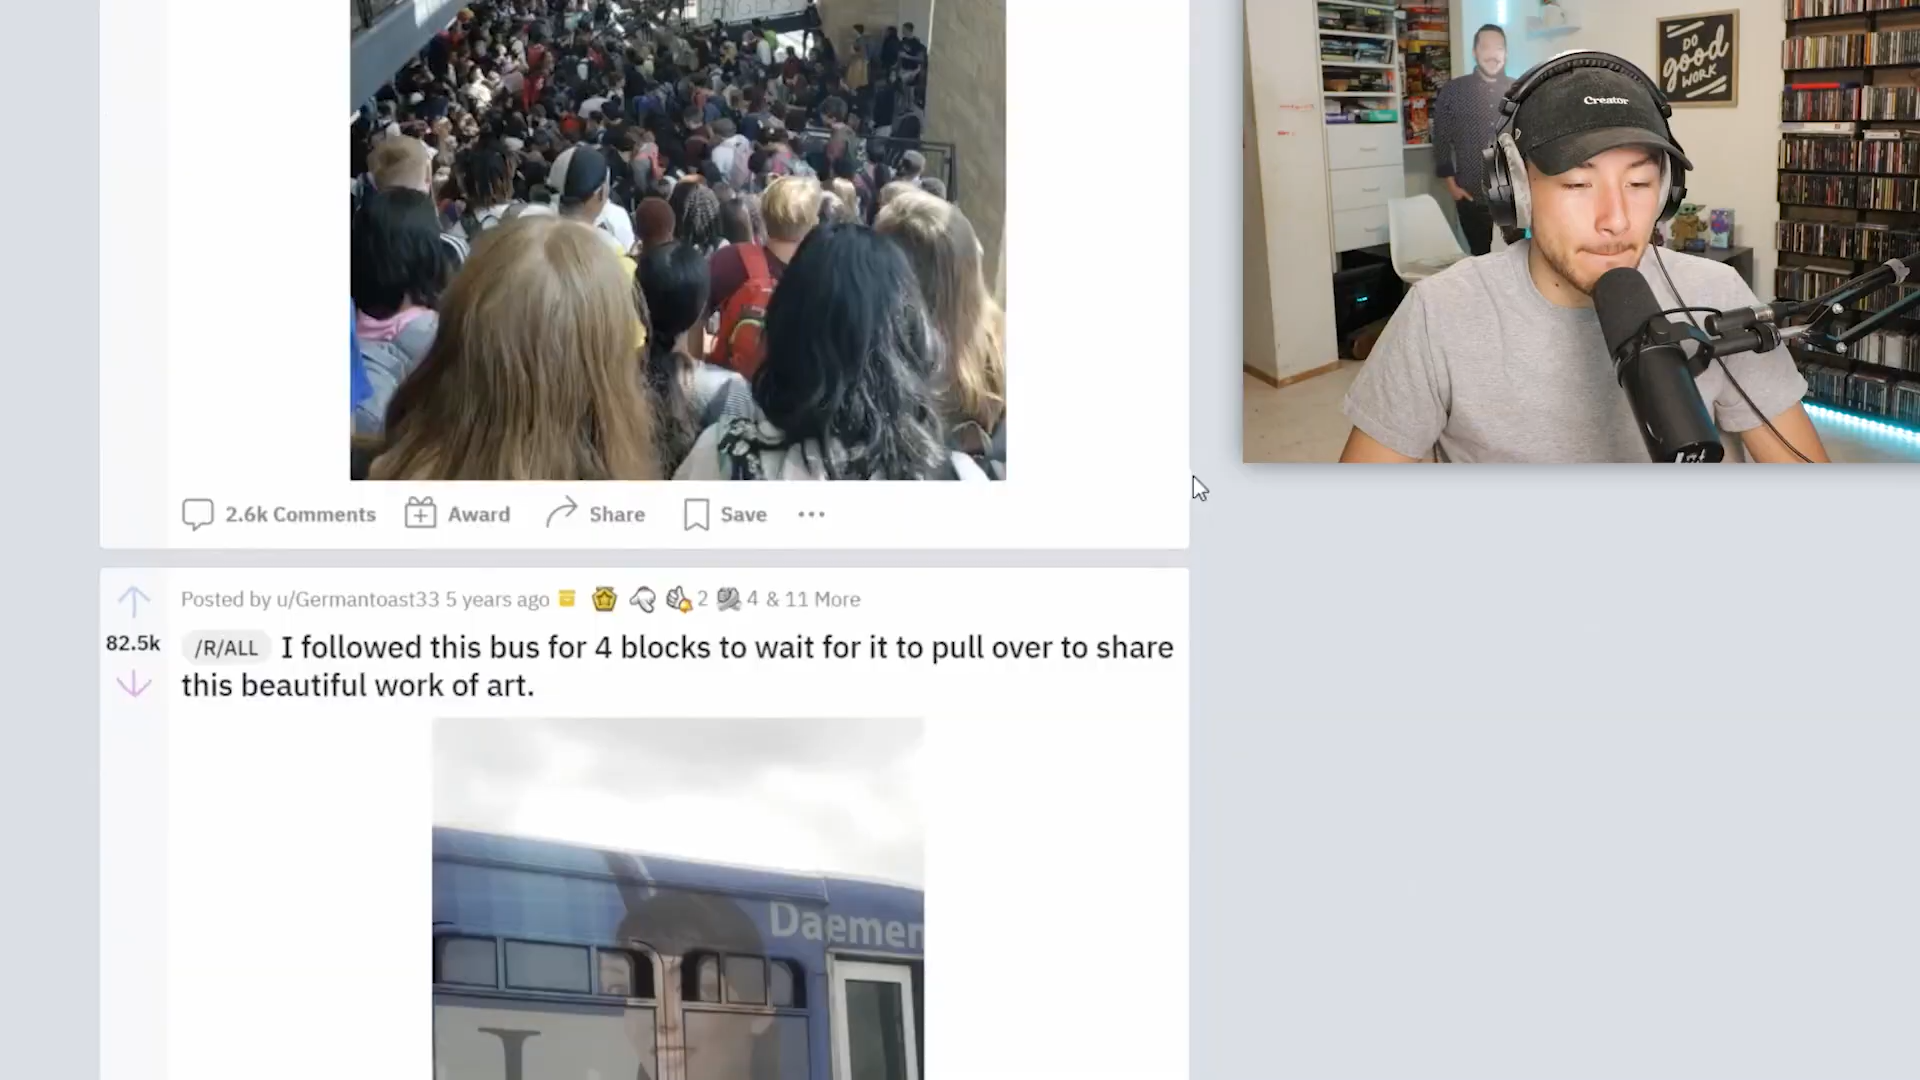 DO
good
WORK
Creator
2.6k Comments
Award
Share
Save
Posted by u/Germantoast33 5 years ago
2
4 & 11 More
82.5k
/R/ALL I followed this bus for 4 blocks to wait for it to pull over to share
this beautiful work of art.
Daemen